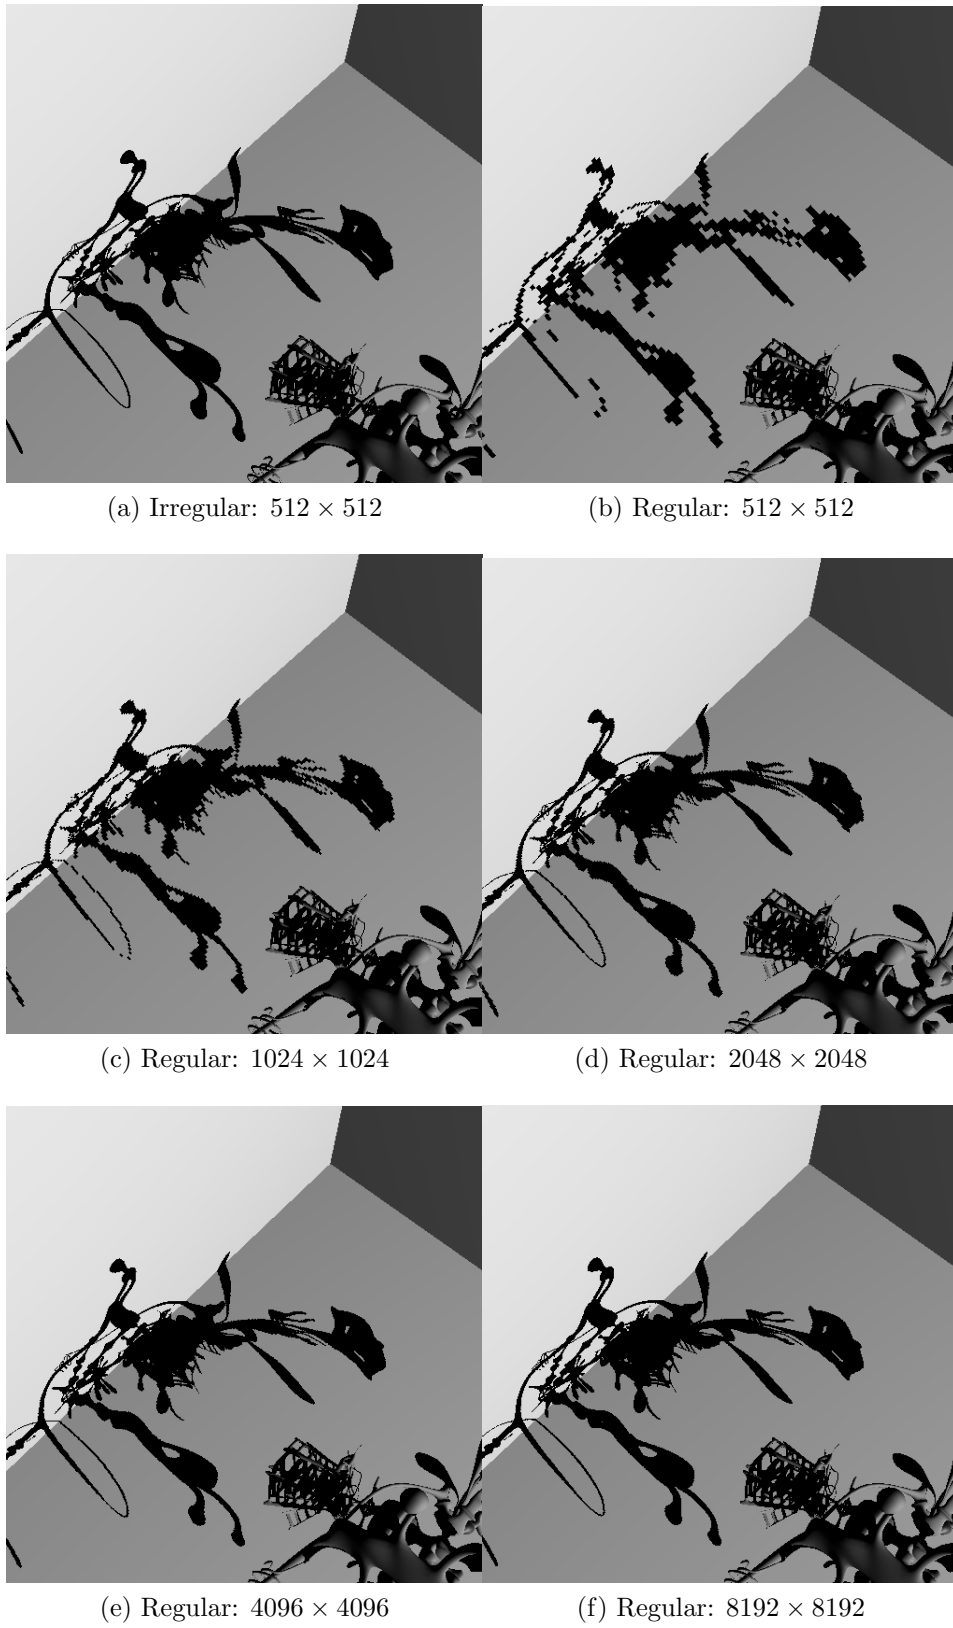 (a) Irregular: 512 × 512
(b) Regular: 512 × 512
(c) Regular: 1024 × 1024
(d) Regular: 2048 × 2048
(e) Regular: 4096 × 4096
(f) Regular: 8192 × 8192